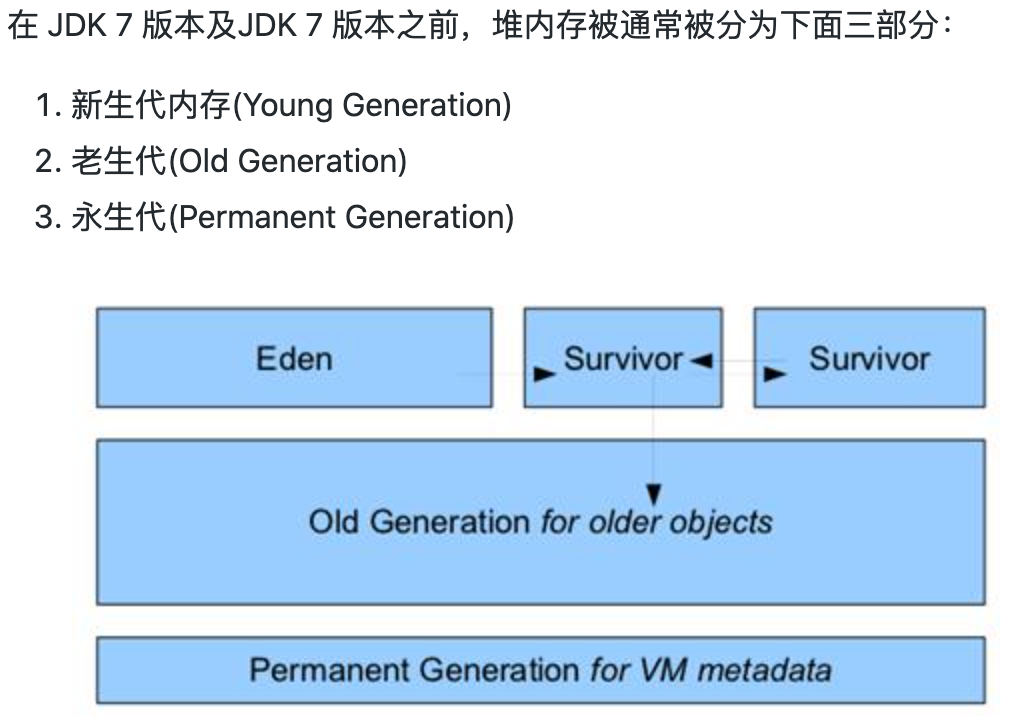 在 JDK 7 版本及JDK 7 版本之前，堆内存被通常被分为下面三部分：
1. 新生代内存(Young Generation)
2. 老生代(Old Generation)
3. 永生代(Permanent Generation)
Eden
Survivor
Survivor
Old Generation for older objects
Permanent Generation for VM metadata